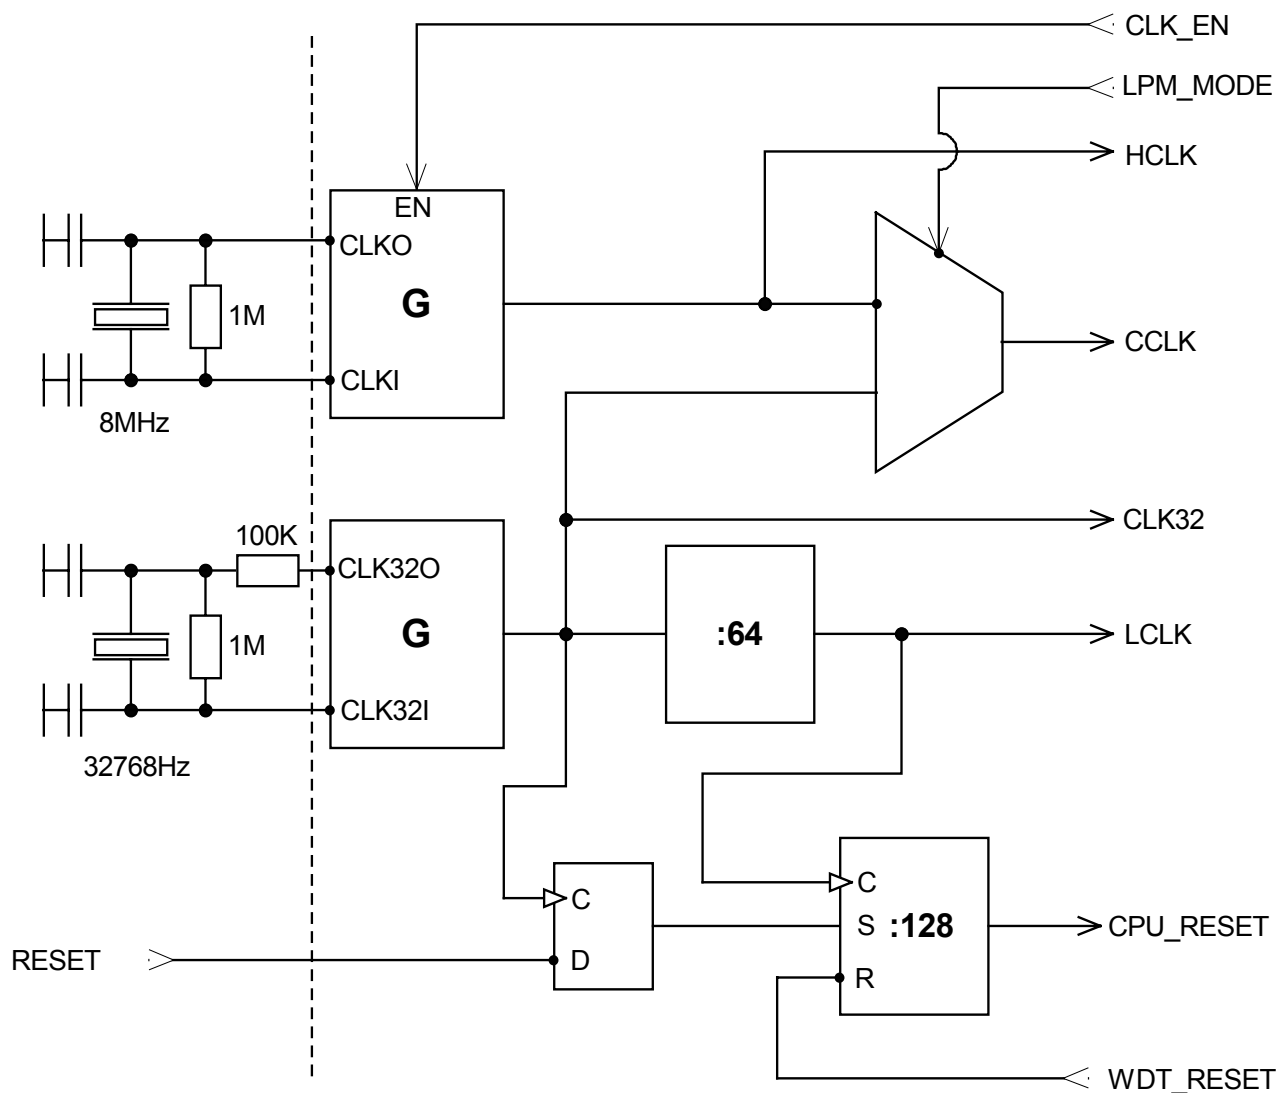 CLK_EN
LPM_MODE
HCLK
EN
CLKO
G
1M
CLKI
CCLK
8MHz
CLK32
100K
CLK32O
G
:64
LCLK
1M
CLK32I
32768Hz
C
C
S :128
CPU_RESET
RESET
D
R
WDT_RESET